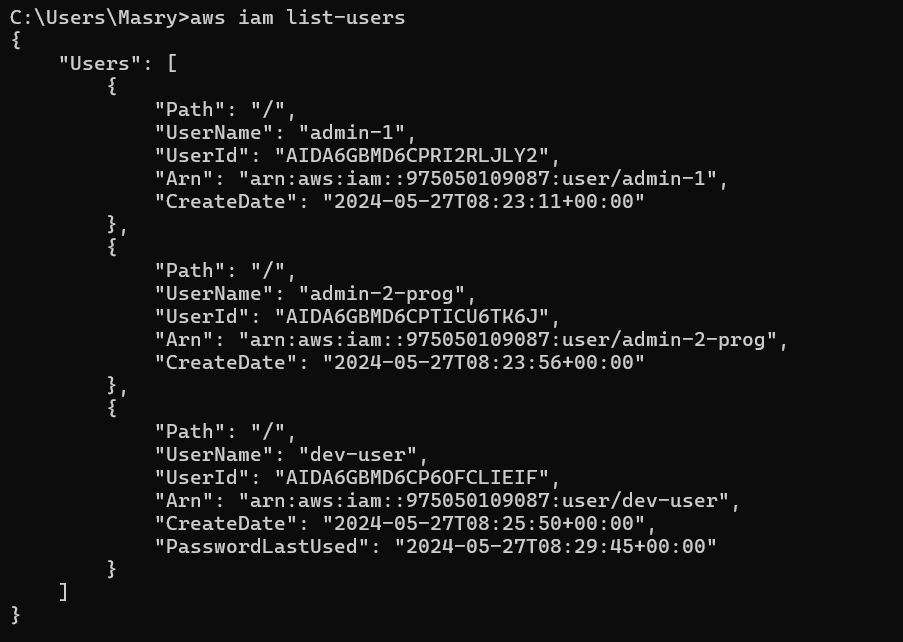 C:\Users\Masry>aws iam list-users
{
    "Users": [
        {
            "Path": "/",
            "UserName": "admin-1",
            "UserId": "AIDA6GBMD6CPRI2RLJLY2",
            "Arn": "arn:aws:iam::975050109087:user/admin-1",
            "CreateDate": "2024-05-27T08:23:11+00:00"
        },
        {
            "Path": "/",
            "UserName": "admin-2-prog",
            "UserId": "AIDA6GBMD6CPTICU6TK6J",
            "Arn": "arn:aws:iam::975050109087:user/admin-2-prog",
            "CreateDate": "2024-05-27T08:23:56+00:00"
        },
        {
            "Path": "/",
            "UserName": "dev-user",
            "UserId": "AIDA6GBMD6CP6OFCLIEIF",
            "Arn": "arn:aws:iam::975050109087:user/dev-user",
            "CreateDate": "2024-05-27T08:25:50+00:00",
            "PasswordLastUsed": "2024-05-27T08:29:45+00:00"
        }
    ]
}